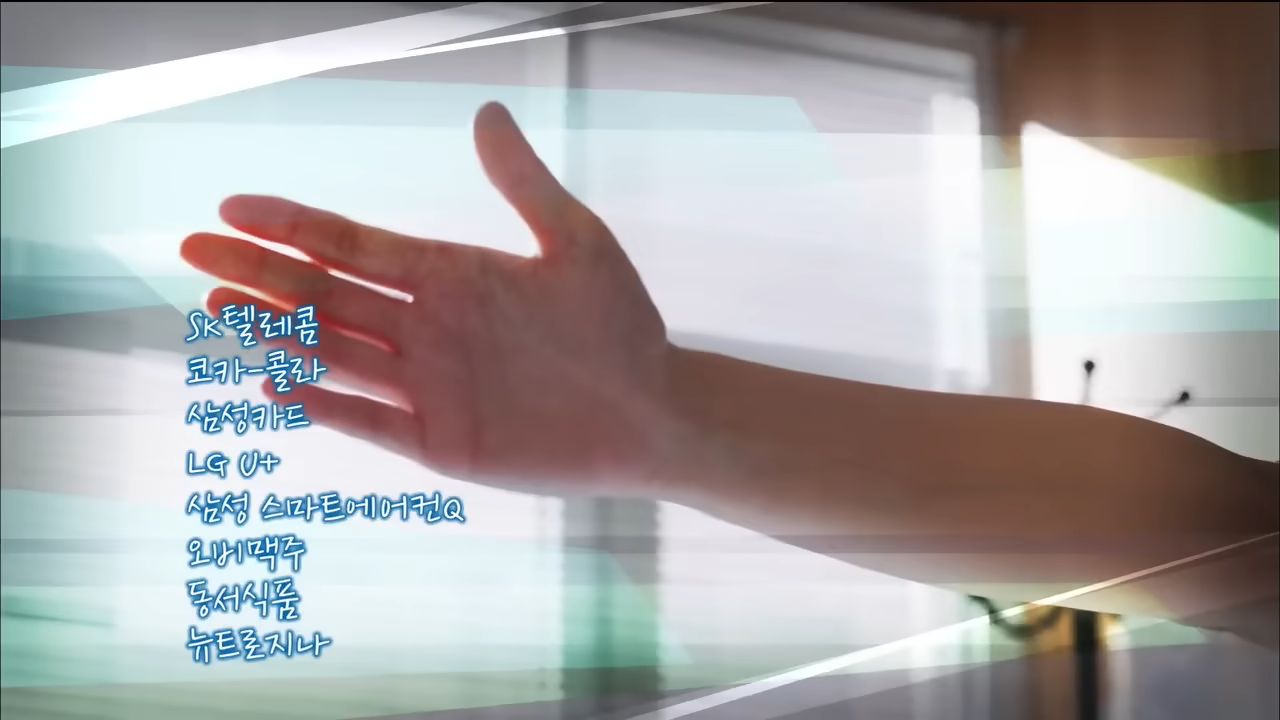 SK텔레콤
코카-콜라
삼성카드
LG U+
삼성 스마트에어컨Q
오비맥주
동서식품
뉴트로지나